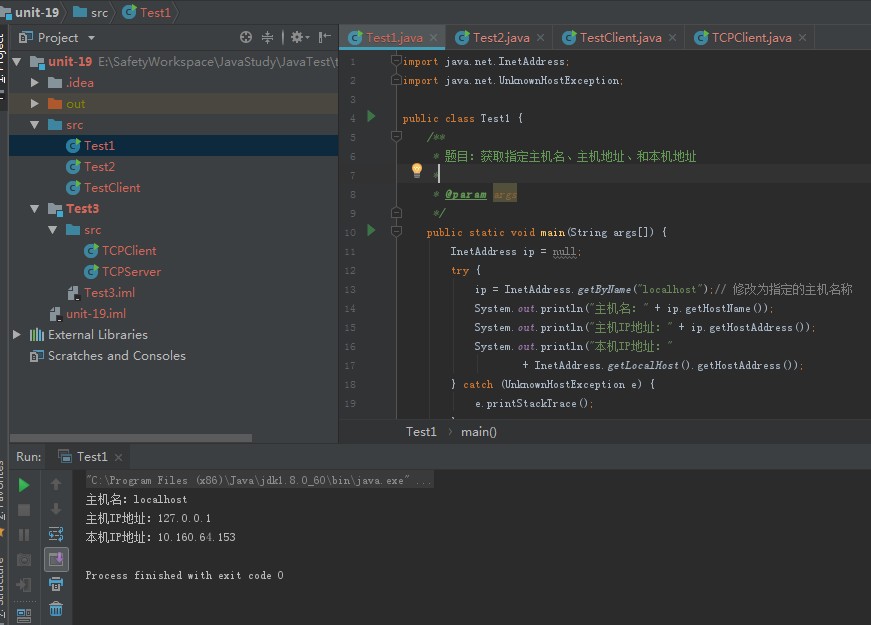 unit-19 src Test1
Project
Test1.java Test2.java TestClient.java TCPClient.java
unit-19 E:\SafetyWorkspace\JavaStudy\JavaTest\
.idea
out
src
Test1
Test2
TestClient
Test3
src
TCPClient
TCPServer
Test3.iml
unit-19.iml
External Libraries
Scratches and Consoles
1 import java.net.InetAddress;
2 import java.net.UnknownHostException;
3
4 public class Test1 {
5 /**
6 * 题目：获取指定主机名、主机地址、和本机地址
7 *
8 * @param args
9 */
10 public static void main(String args[]) {
11 InetAddress ip = null;
12 try {
13 ip = InetAddress.getByName("localhost");// 修改为指定的主机名称
14 System.out.println("主机名：" + ip.getHostName());
15 System.out.println("主机IP地址：" + ip.getHostAddress());
16 System.out.println("本机IP地址："
17 + InetAddress.getLocalHost().getHostAddress());
18 } catch (UnknownHostException e) {
19 e.printStackTrace();
Test1 main()
Run: Test1
"C:\Program Files (x86)\Java\jdk1.8.0_60\bin\java.exe" ...
主机名：localhost
主机IP地址：127.0.0.1
本机IP地址：10.160.64.153
Process finished with exit code 0